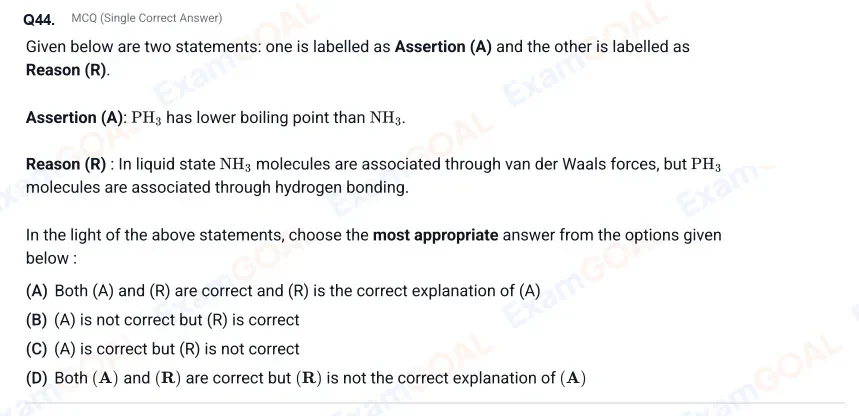 Q44. MCQ (Single Correct Answer)
Given below are two statements: one is labelled as Assertion (A) and the other is labelled as
Reason (R).
Assertion (A): PH₃ has lower boiling point than NH₃.
Reason (R) : In liquid state NH₃ molecules are associated through van der Waals forces, but PH₃
molecules are associated through hydrogen bonding.
In the light of the above statements, choose the most appropriate answer from the options given
below :
(A) Both (A) and (R) are correct and (R) is the correct explanation of (A)
(B) (A) is not correct but (R) is correct
(C) (A) is correct but (R) is not correct
(D) Both (A) and (R) are correct but (R) is not the correct explanation of (A)
ExamGOAL